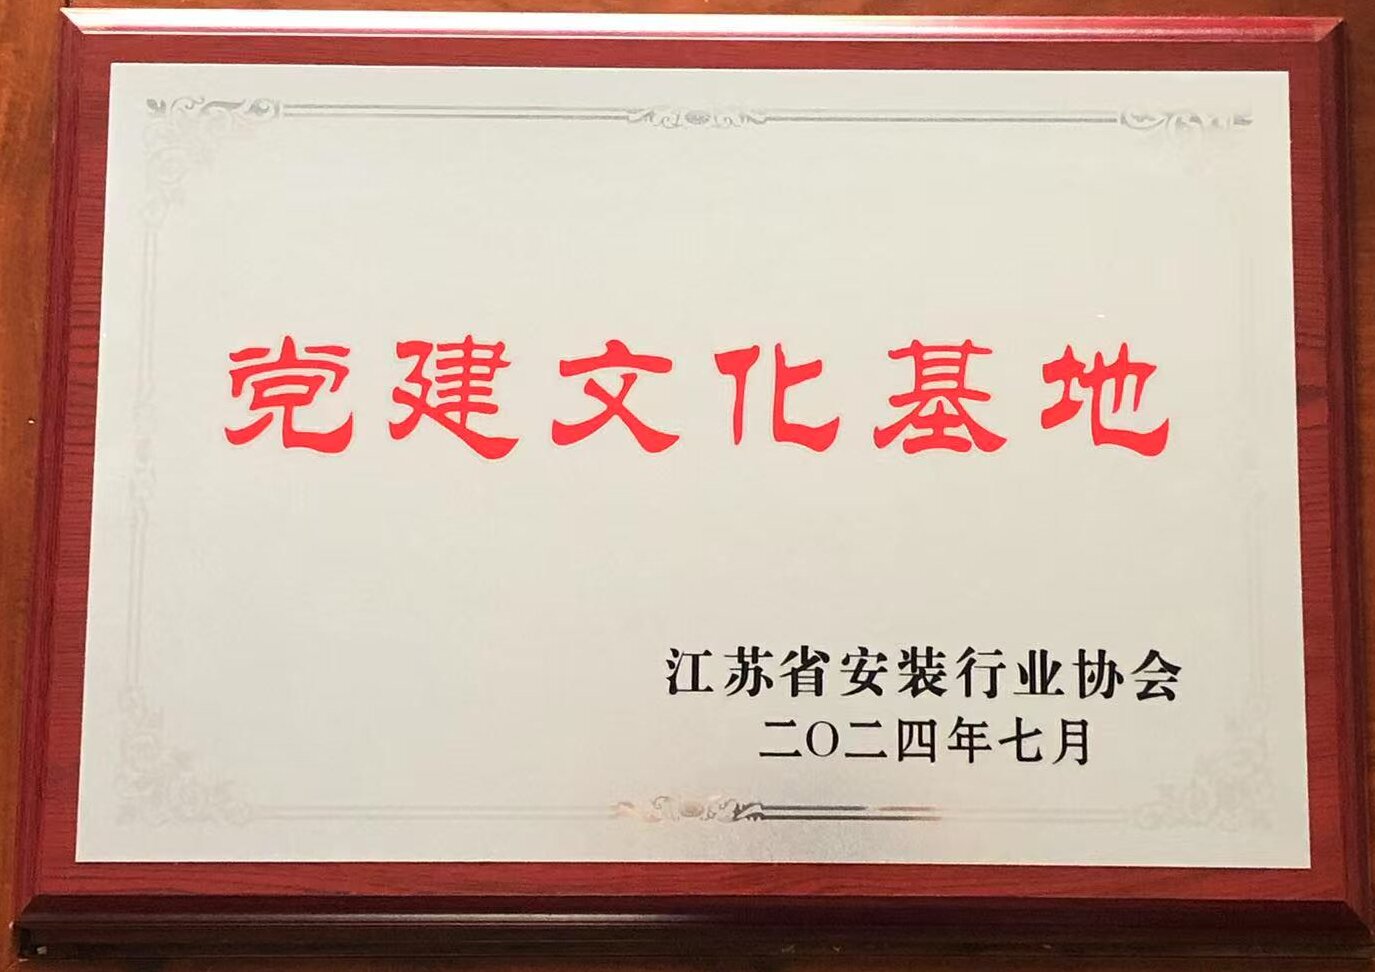 党建文化基地
江苏省安装行业协会
二〇二四年七月